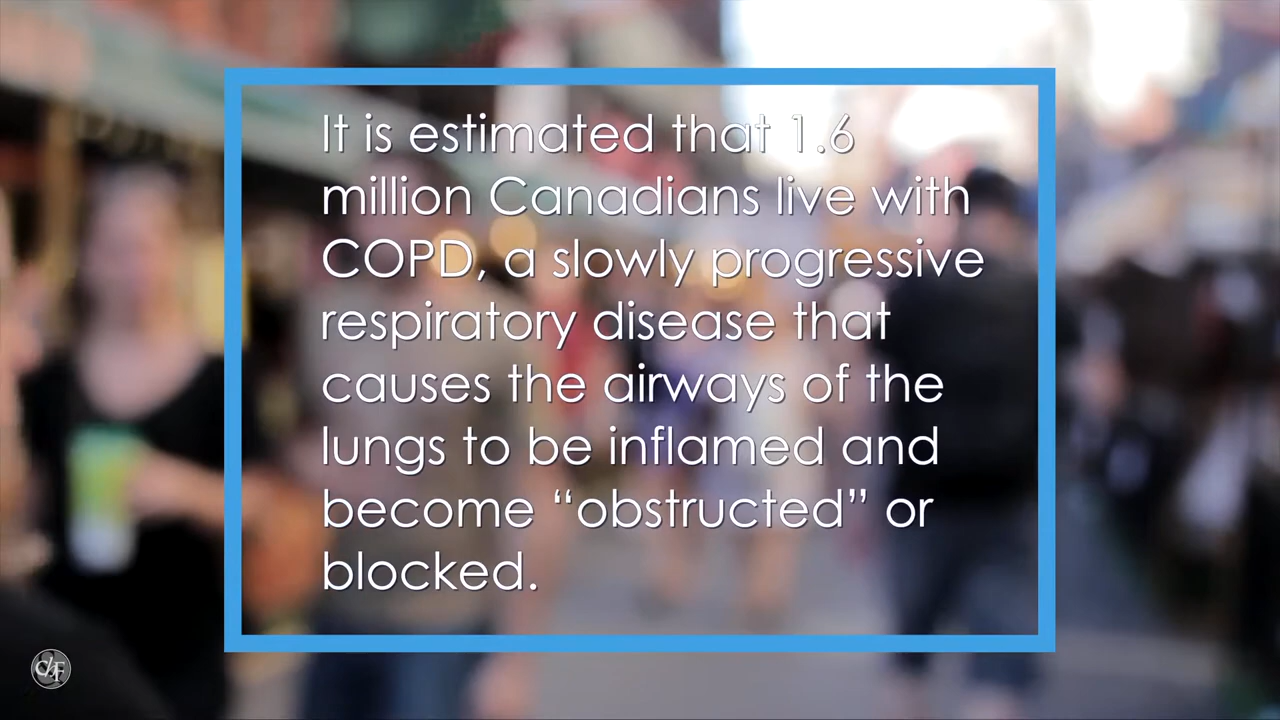 It is estimated that 1.6
million Canadians live with
COPD, a slowly progressive
respiratory disease that
causes the airways of the
lungs to be inflamed and
become “obstructed” or
blocked.